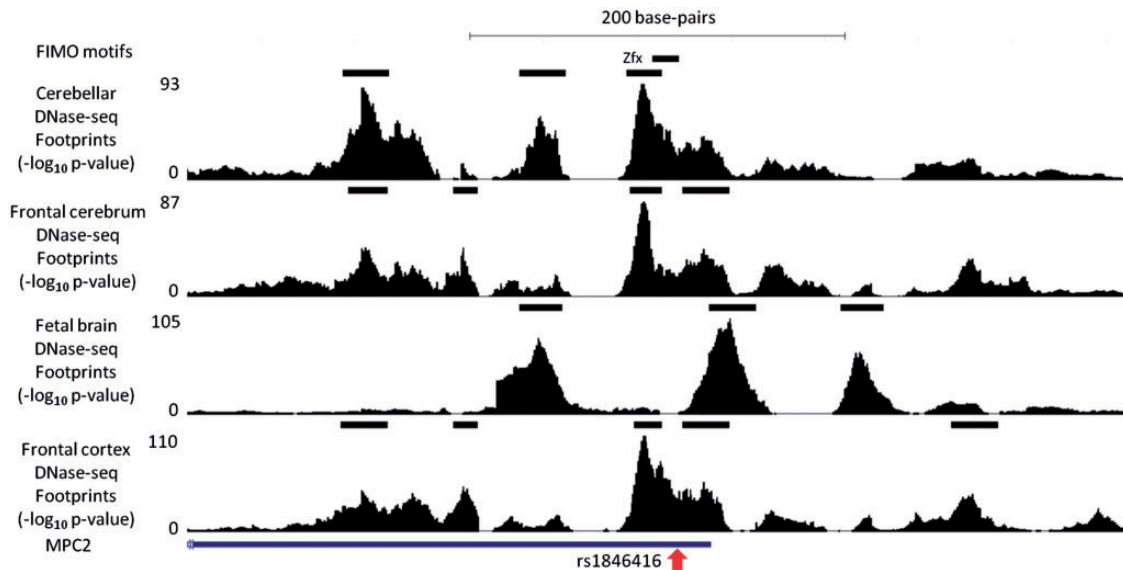 200 base-pairs
FIMO motifs
Zfx
Cerebellar
DNase-seq
Footprints
(-log10 p-value)
93
0
Frontal cerebrum
DNase-seq
Footprints
(-log10 p-value)
87
0
Fetal brain
DNase-seq
Footprints
(-log10 p-value)
105
0
Frontal cortex
DNase-seq
Footprints
(-log10 p-value)
110
0
MPC2
rs1846416